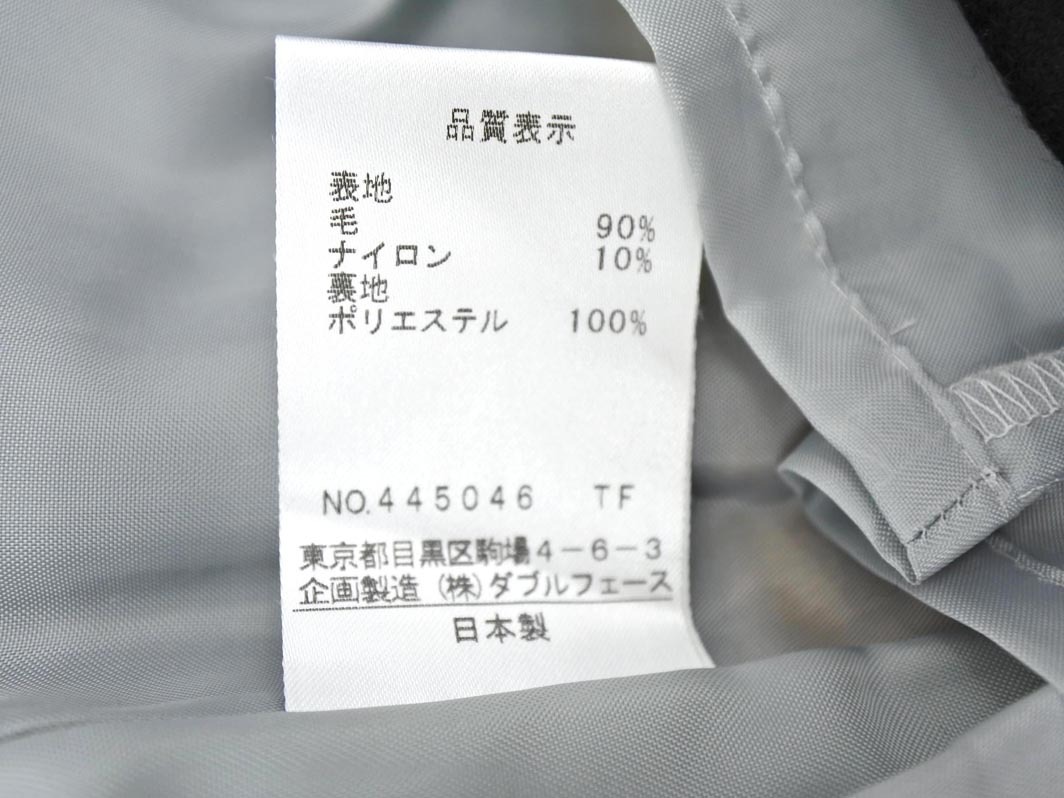 品質表示
表地
毛 90%
ナイロン 10%
裏地
ポリエステル 100%
NO.445046 TF
東京都目黒区駒場4-6-3
企画製造 (株)ダブルフェース
日本製